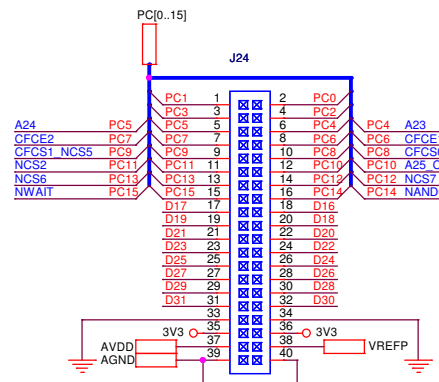 PC[0..15]
J24
PC1 1 2 PC0
PC3 3 4 PC2
A24 PC5 PC5 5 6 PC4 PC4 A23
CFCE2 PC7 PC7 7 8 PC6 PC6 CFCE
CFCS1_NCS5 PC9 PC9 9 10 PC8 PC8 CFCS
NCS2 PC11 PC11 11 12 PC10 PC10 A25_C
NCS6 PC13 PC13 13 14 PC12 PC12 NCS7
NWAIT PC15 PC15 15 16 PC14 PC14 NAND
D17 17 18 D16
D19 19 20 D18
D21 21 22 D20
D23 23 24 D22
D25 25 26 D24
D27 27 28 D26
D29 29 30 D28
D31 31 32 D30
33 34
3V3 35 36 3V3
AVDD 37 38 VREFP
AGND 39 40